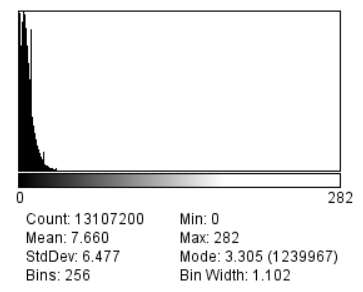 0 282
Count: 13107200 Min: 0
Mean: 7.660 Max: 282
StdDev: 6.477 Mode: 3.305 (1239967)
Bins: 256 Bin Width: 1.102